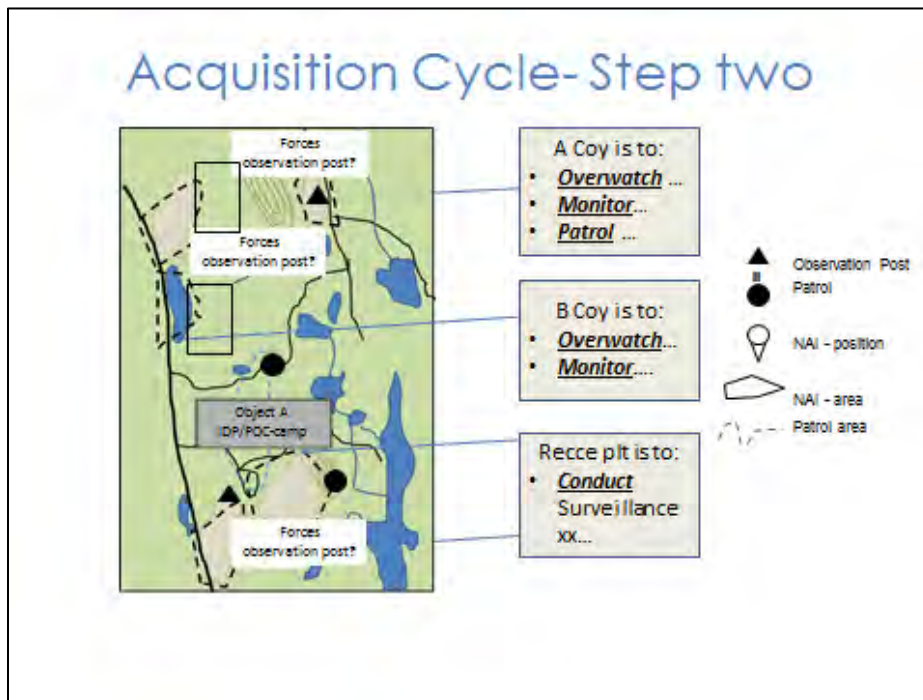 Acquisition Cycle- Step two
Forces
observation post?
Forces
observation post?
Object A
IDP/POC-camp
Forces
observation post?
A Coy is to:
• Overwatch ...
• Monitor...
• Patrol ...
B Coy is to:
• Overwatch...
• Monitor....
Recce plt is to:
• Conduct
Surveillance
xx...
Observation Post
Patrol
NAI - position
NAI - area
Patrol area